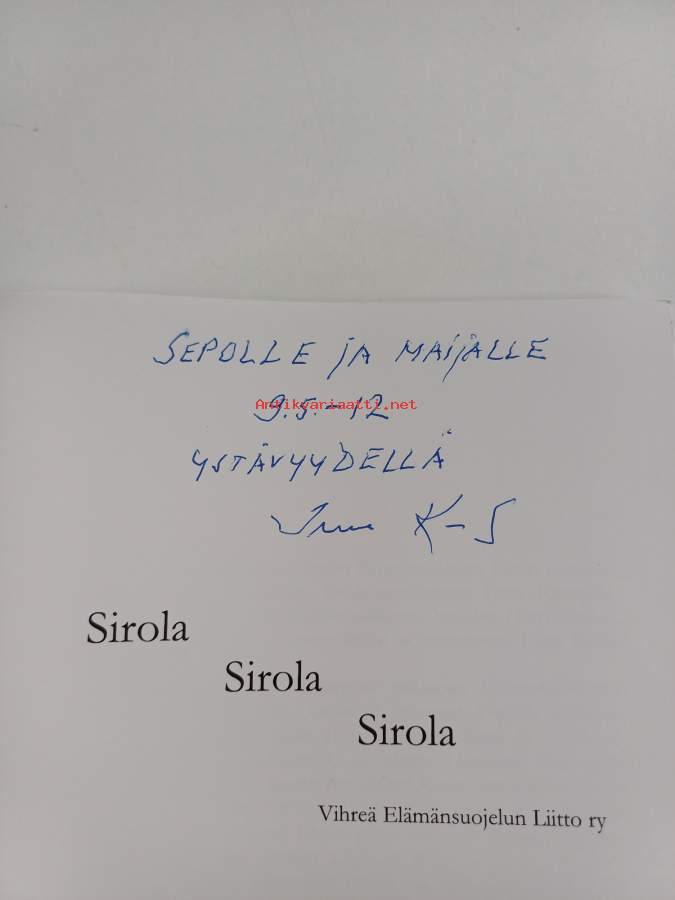 SEPOLLE JA MAIJALLE
Antikvariaatti.net
9.5.-12
YSTÄVYYDELLÄ
K-S
Sirola
Sirola
Sirola
Vihreä Elämänsuojelun Liitto ry